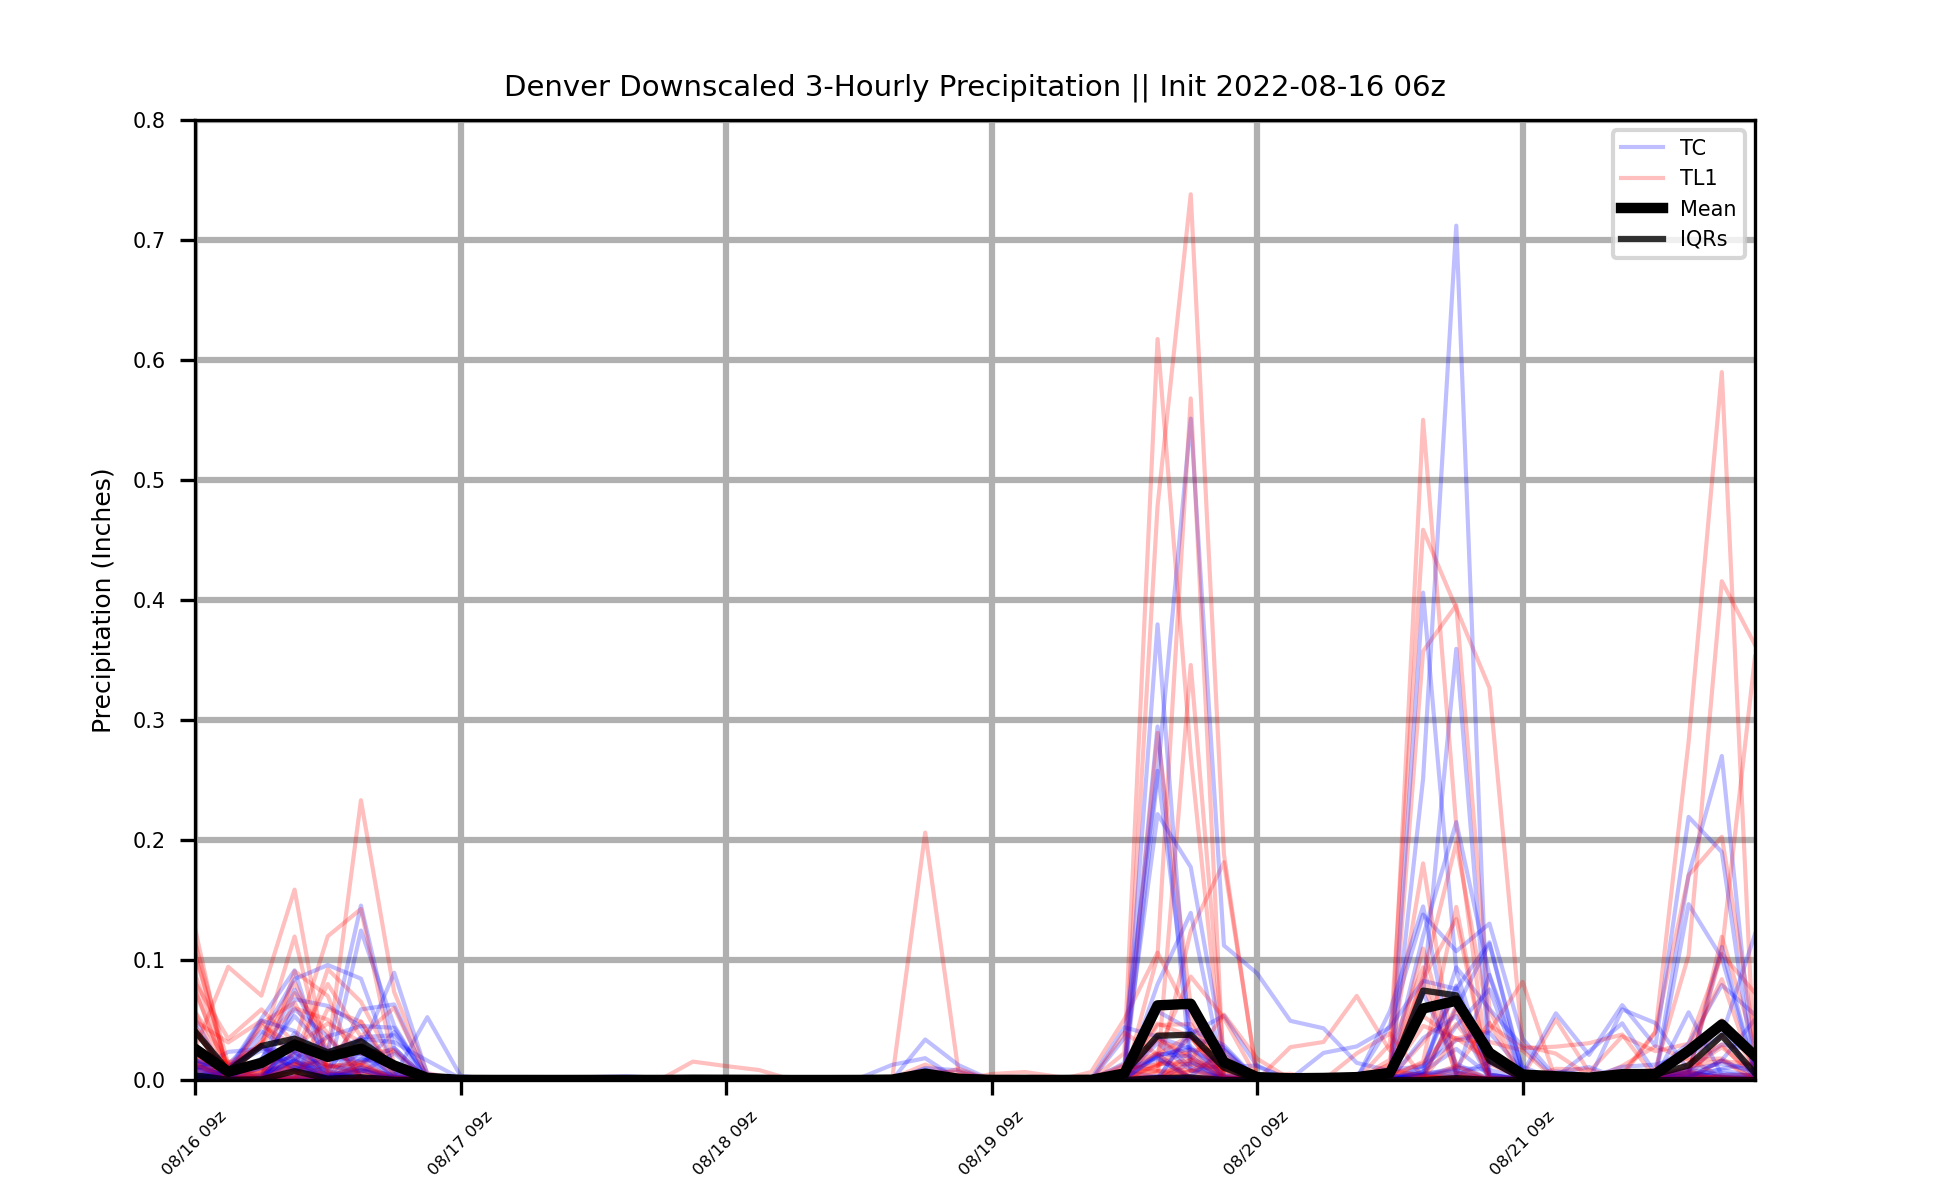 Denver Downscaled 3-Hourly Precipitation || Init 2022-08-16 06z
TC
TL1
Mean
IQRs
Precipitation (Inches)
0.8
0.7
0.6
0.5
0.4
0.3
0.2
0.1
0.0
08/16 09z
08/17 09z
08/18 09z
08/19 09z
08/20 09z
08/21 09z